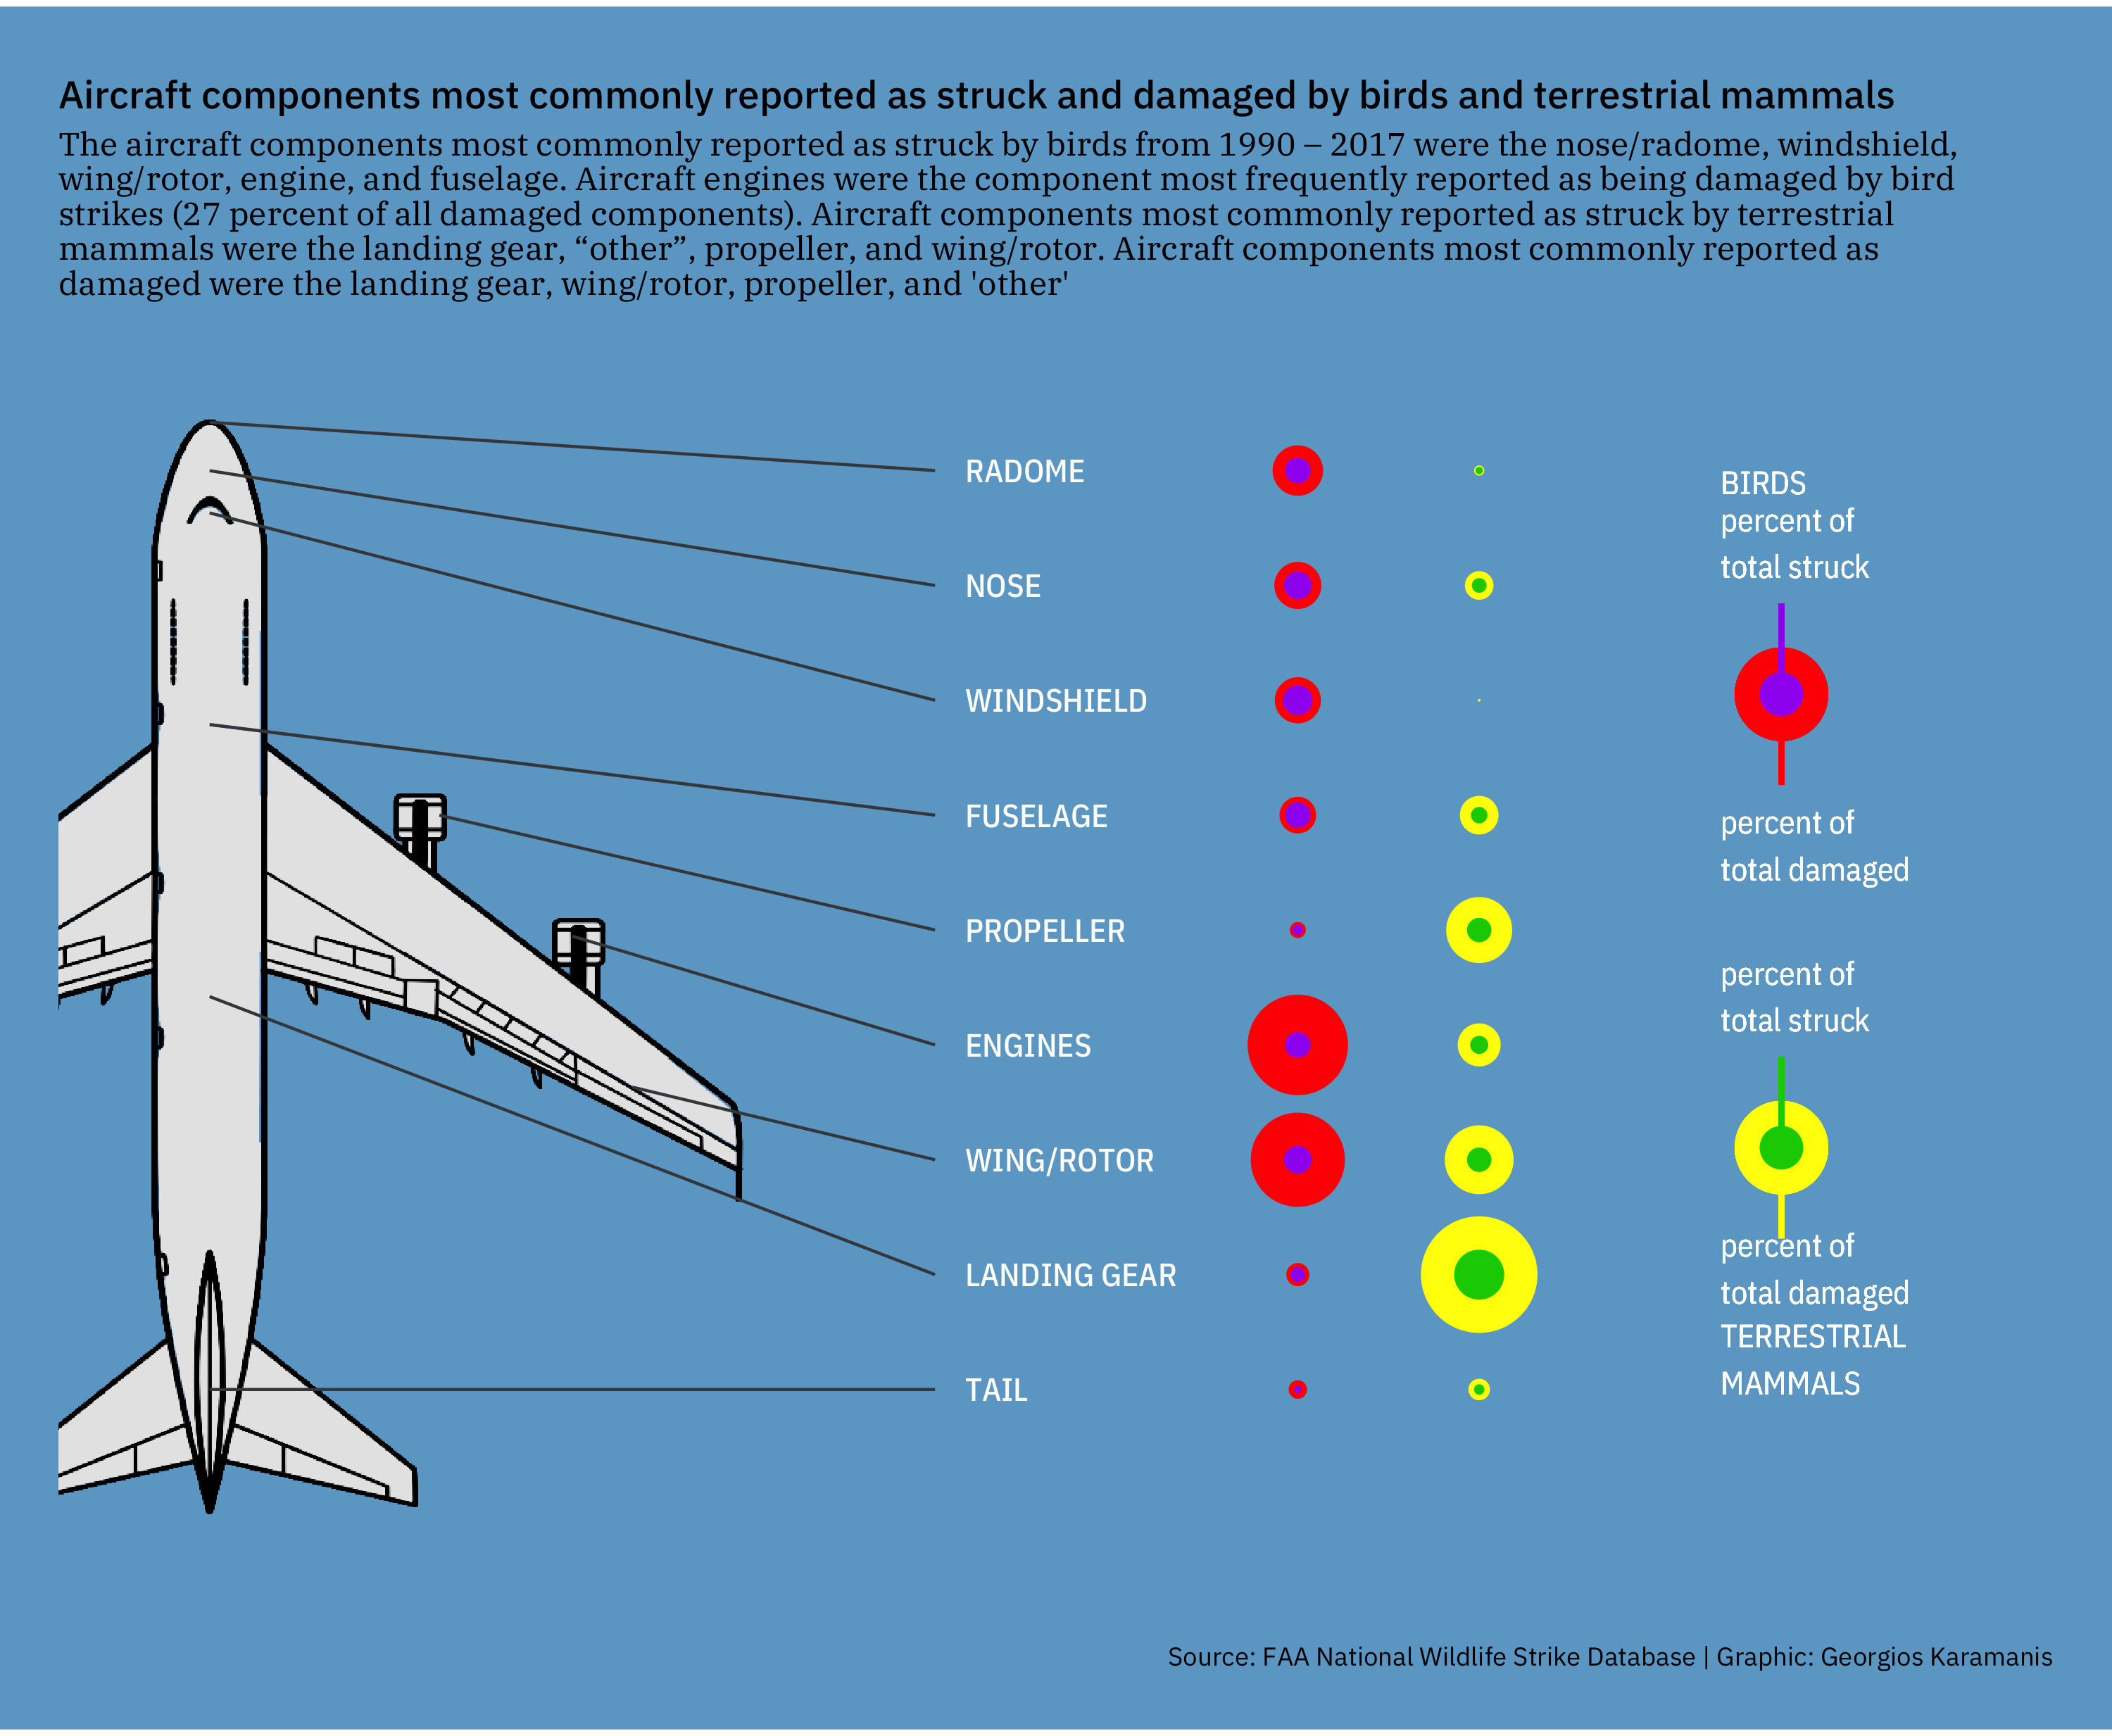 Aircraft components most commonly reported as struck and damaged by birds and terrestrial mammals
The aircraft components most commonly reported as struck by birds from 1990 – 2017 were the nose/radome, windshield,
wing/rotor, engine, and fuselage. Aircraft engines were the component most frequently reported as being damaged by bird
strikes (27 percent of all damaged components). Aircraft components most commonly reported as struck by terrestrial
mammals were the landing gear, “other”, propeller, and wing/rotor. Aircraft components most commonly reported as
damaged were the landing gear, wing/rotor, propeller, and 'other'
RADOME
NOSE
WINDSHIELD
FUSELAGE
PROPELLER
ENGINES
WING/ROTOR
LANDING GEAR
TAIL
BIRDS
percent of
total struck
percent of
total damaged
percent of
total struck
percent of
total damaged
TERRESTRIAL
MAMMALS
Source: FAA National Wildlife Strike Database | Graphic: Georgios Karamanis